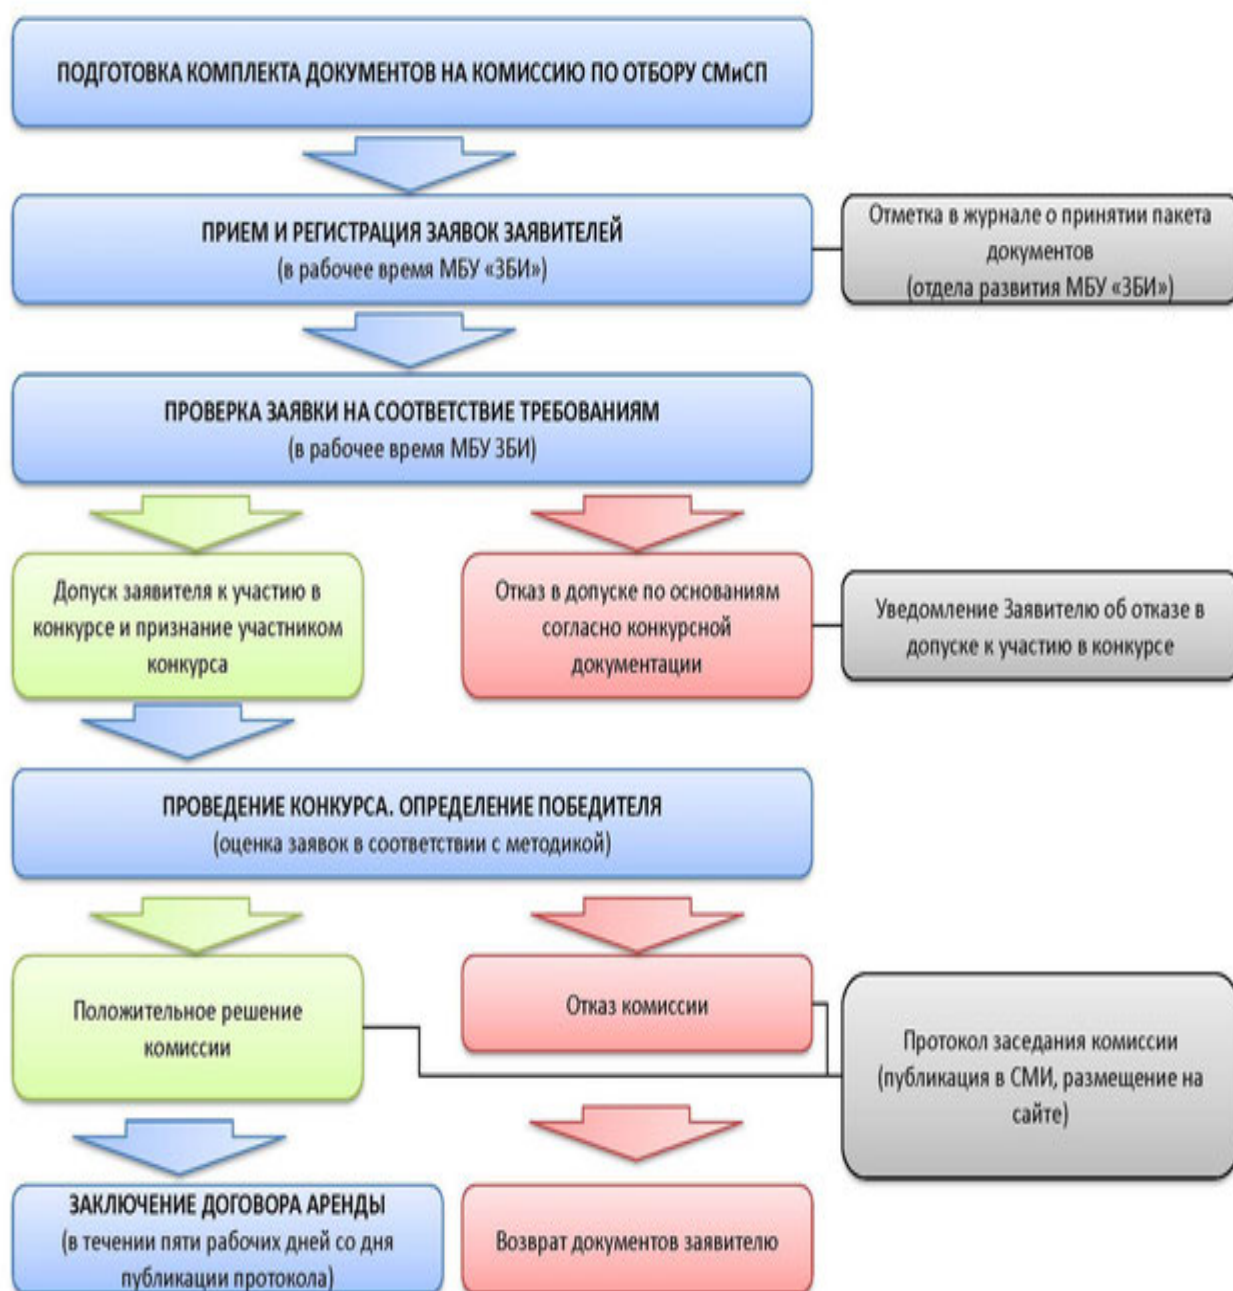 ПОДГОТОВКА КОМПЛЕКТА ДОКУМЕНТОВ НА КОМИССИЮ ПО ОТБОРУ СМиСП
ПРИЕМ И РЕГИСТРАЦИЯ ЗАЯВОК ЗАЯВИТЕЛЕЙ
(в рабочее время МБУ «ЗБИ»)
Отметка в журнале о принятии пакета
документов
(отдела развития МБУ «ЗБИ»)
ПРОВЕРКА ЗАЯВКИ НА СООТВЕТСТВИЕ ТРЕБОВАНИЯМ
(в рабочее время МБУ ЗБИ)
Допуск заявителя к участию в
конкурсе и признание участником
конкурса
Отказ в допуске по основаниям
согласно конкурсной
документации
Уведомление Заявителю об отказе в
допуске к участию в конкурсе
ПРОВЕДЕНИЕ КОНКУРСА. ОПРЕДЕЛЕНИЕ ПОБЕДИТЕЛЯ
(оценка заявок в соответствии с методикой)
Положительное решение
комиссии
Отказ комиссии
Протокол заседания комиссии
(публикация в СМИ, размещение на
сайте)
ЗАКЛЮЧЕНИЕ ДОГОВОРА АРЕНДЫ
(в течении пяти рабочих дней со дня
публикации протокола)
Возврат документов заявителю